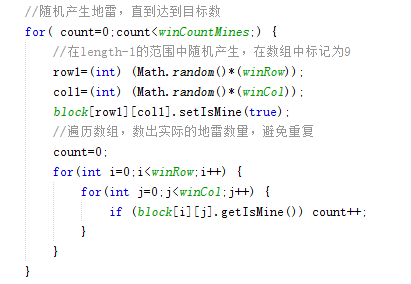 //随机产生地雷，直到达到目标数
for( count=0;count<winCountMines;) {
//在length-1的范围中随机产生，在数组中标记为9
row1=(int) (Math.random()*(winRow));
col1=(int) (Math.random()*(winCol));
block[row1][col1].setIsMine(true);
//遍历数组，数出实际的地雷数量，避免重复
count=0;
for(int i=0;i<winRow;i++) {
for(int j=0;j<winCol;j++) {
if (block[i][j].getIsMine()) count++;
}
}
}